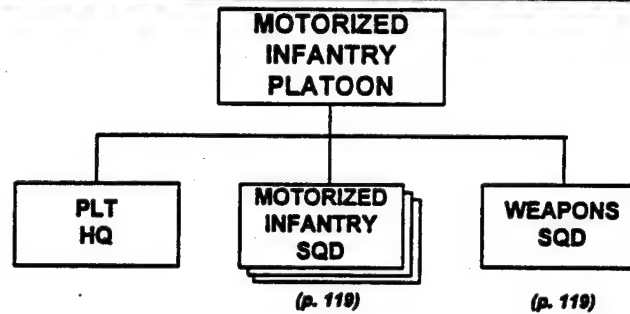 MOTORIZED
INFANTRY
PLATOON
PLT
HQ
MOTORIZED
INFANTRY
SQD
(p. 119)
WEAPONS
SQD
(p. 119)